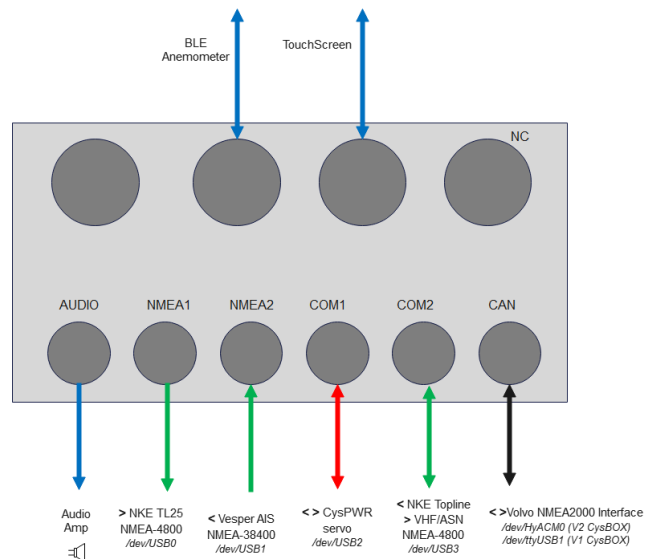 BLE
Anemometer
TouchScreen
NC
AUDIO
NMEA1
NMEA2
COM1
COM2
CAN
Audio
Amp
> NKE TL25
NMEA-4800
/dev/USB0
< Vesper AIS
NMEA-38400
/dev/USB1
< > CysPWR
servo
/dev/USB2
< NKE Topline
> VHF/ASN
NMEA-4800
/dev/USB3
< >Volvo NMEA2000 Interface
/dev/HyACM0 (V2 CysBOX)
/dev/ttyUSB1 (V1 CysBOX)